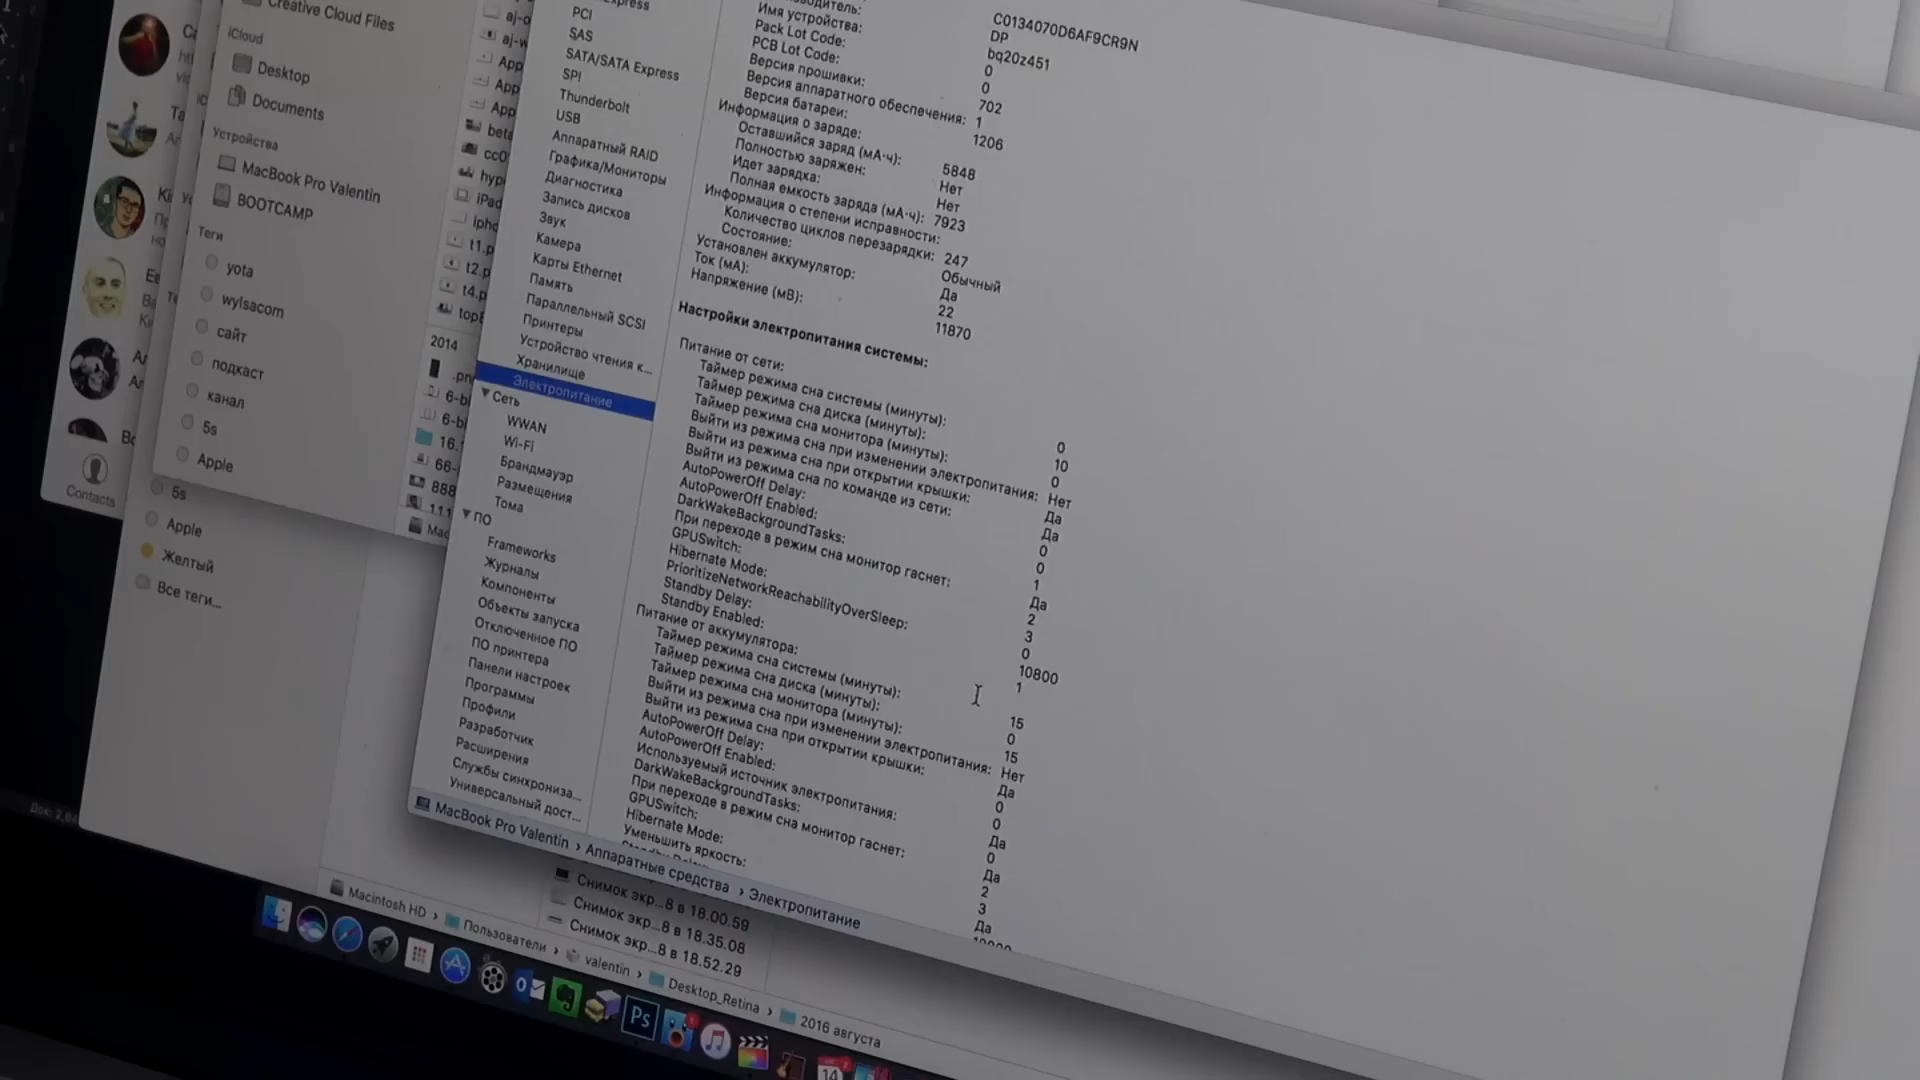 Creative Cloud Files
iCloud
Desktop
Documents
Устройства
MacBook Pro Valentin
BOOTCAMP
Теги
yota
wylsacom
сайт
подкаст
канал
5s
Apple
Contacts
5s
Apple
Желтый
Все теги...
2014
PCI
SAS
SATA/SATA Express
SPI
Thunderbolt
USB
Аппаратный RAID
Графика/Мониторы
Диагностика
Запись дисков
Звук
Камера
Карты Ethernet
Память
Параллельный SCSI
Принтеры
Устройство чтения к...
Хранилище
Электропитание
Сеть
WWAN
Wi-Fi
Брандмауэр
Размещения
Тома
ПО
Frameworks
Журналы
Компоненты
Объекты запуска
Отключенное ПО
ПО принтера
Панели настроек
Программы
Профили
Разработчик
Расширения
Службы синхрониза...
Универсальный дост...
C0134070D6AF9CR9N
DP
Имя устройства: bq20z451
Pack Lot Code: 0
PCB Lot Code: 0
Версия прошивки: 702
Версия аппаратного обеспечения: 1
Версия батареи: 1206
Информация о заряде:
Оставшийся заряд (мА·ч): 5848
Полностью заряжен: Нет
Идет зарядка: Нет
Полная емкость заряда (мА·ч): 7923
Информация о степени исправности:
Количество циклов перезарядки: 247
Состояние: Обычный
Установлен аккумулятор: Да
Ток (мА): 22
Напряжение (мВ): 11870
Настройки электропитания системы:
Питание от сети:
Таймер режима сна системы (минуты): 0
Таймер режима сна диска (минуты): 10
Таймер режима сна монитора (минуты): 0
Выйти из режима сна при изменении электропитания: Нет
Выйти из режима сна при открытии крышки: Да
Выйти из режима сна по команде из сети: Да
AutoPowerOff Delay: 0
AutoPowerOff Enabled: 0
DarkWakeBackgroundTasks: 1
При переходе в режим сна монитор гаснет: Да
GPUSwitch: 2
Hibernate Mode: 3
PrioritizeNetworkReachabilityOverSleep: 0
Standby Delay: 10800
Standby Enabled: 1
Питание от аккумулятора:
Таймер режима сна системы (минуты): 15
Таймер режима сна диска (минуты): 0
Таймер режима сна монитора (минуты): 15
Выйти из режима сна при изменении электропитания: Нет
Выйти из режима сна при открытии крышки: Да
AutoPowerOff Delay: 0
AutoPowerOff Enabled: 0
Используемый источник электропитания: Да
DarkWakeBackgroundTasks: 0
При переходе в режим сна монитор гаснет: Да
GPUSwitch: 2
Hibernate Mode: 3
Уменьшить яркость: Да
MacBook Pro Valentin › Аппаратные средства › Электропитание
Снимок экр...8 в 18.00.59
Снимок экр...8 в 18.35.08
Снимок экр...8 в 18.52.29
Macintosh HD › Пользователи › valentin › Desktop_Retina › 2016 августа
Ps
14